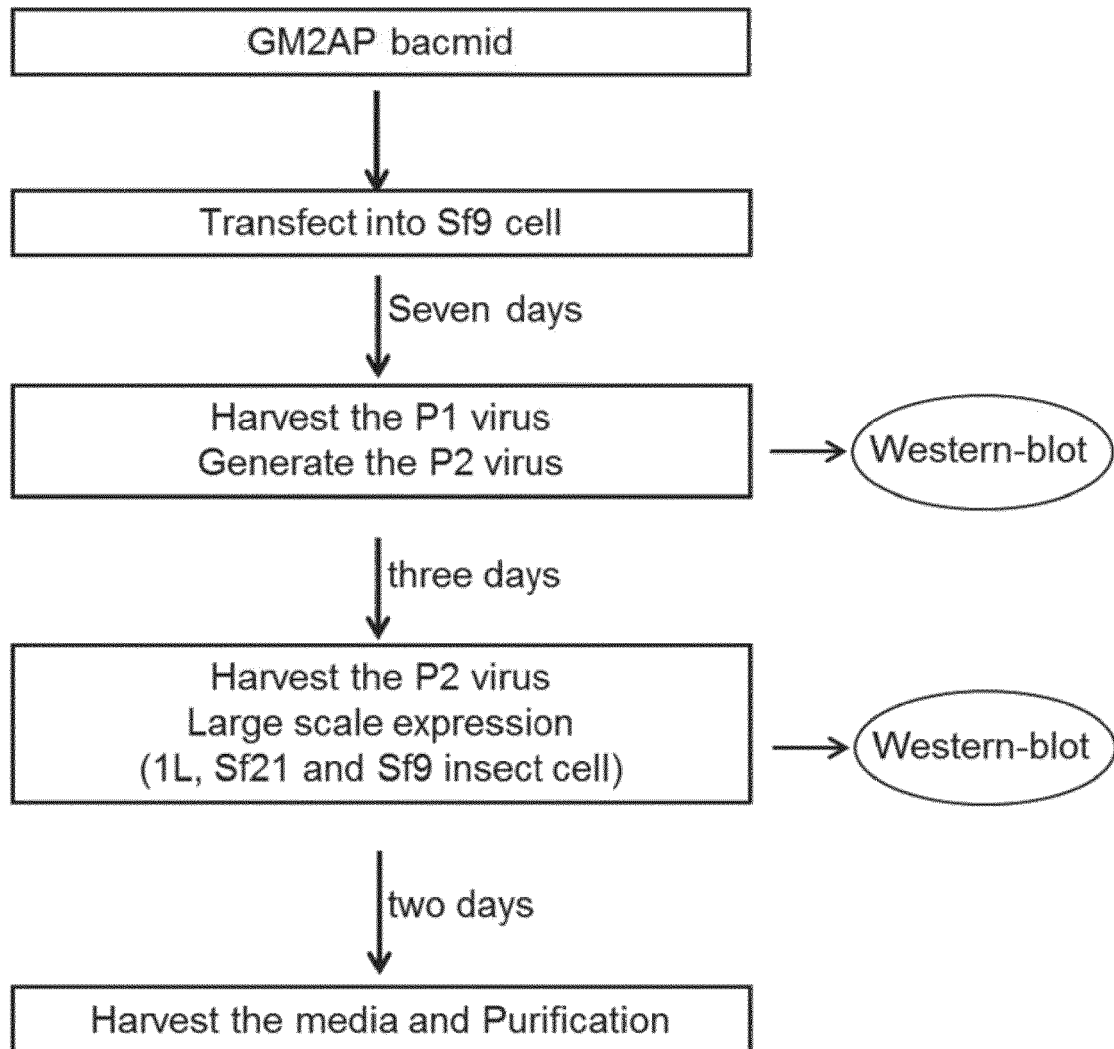 GM2AP bacmid
Transfect into Sf9 cell
Seven days
Harvest the P1 virus
Generate the P2 virus
Western-blot
three days
Harvest the P2 virus
Large scale expression
(1L, Sf21 and Sf9 insect cell)
Western-blot
two days
Harvest the media and Purification